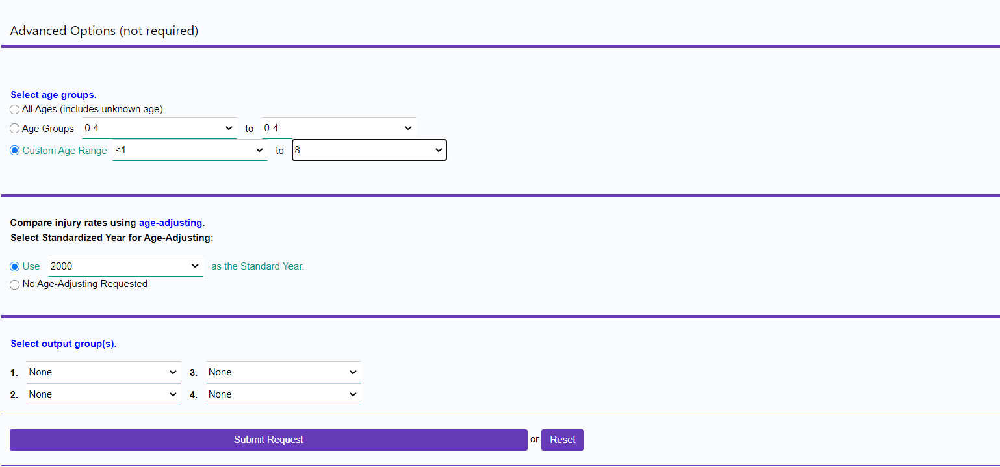 Advanced Options (not required)
Select age groups.
All Ages (includes unknown age)
Age Groups 0-4 to 0-4
Custom Age Range <1 to 8
Compare injury rates using age-adjusting.
Select Standardized Year for Age-Adjusting:
Use 2000 as the Standard Year.
No Age-Adjusting Requested
Select output group(s).
1. None 3. None
2. None 4. None
Submit Request or Reset